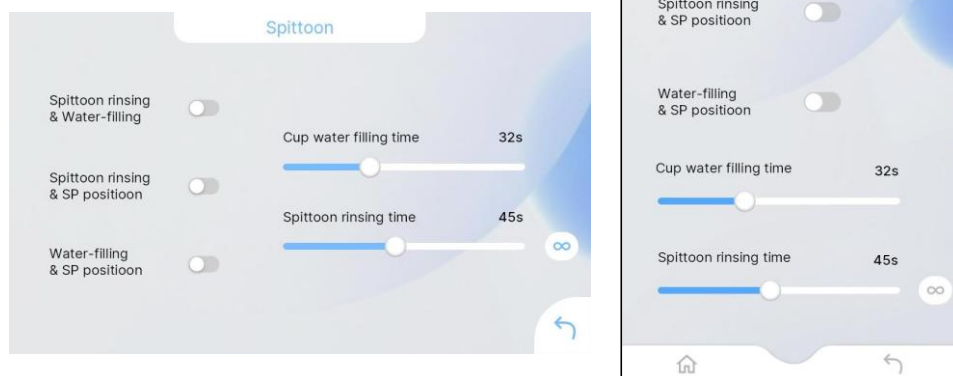 Spittoon
Spittoon rinsing
& Water-filling
Spittoon rinsing
& SP positioon
Water-filling
& SP positioon
Cup water filling time 32s
Spittoon rinsing time 45s
∞
Spittoon rinsing
& SP positioon
Water-filling
& SP positioon
Cup water filling time 32s
Spittoon rinsing time 45s
∞